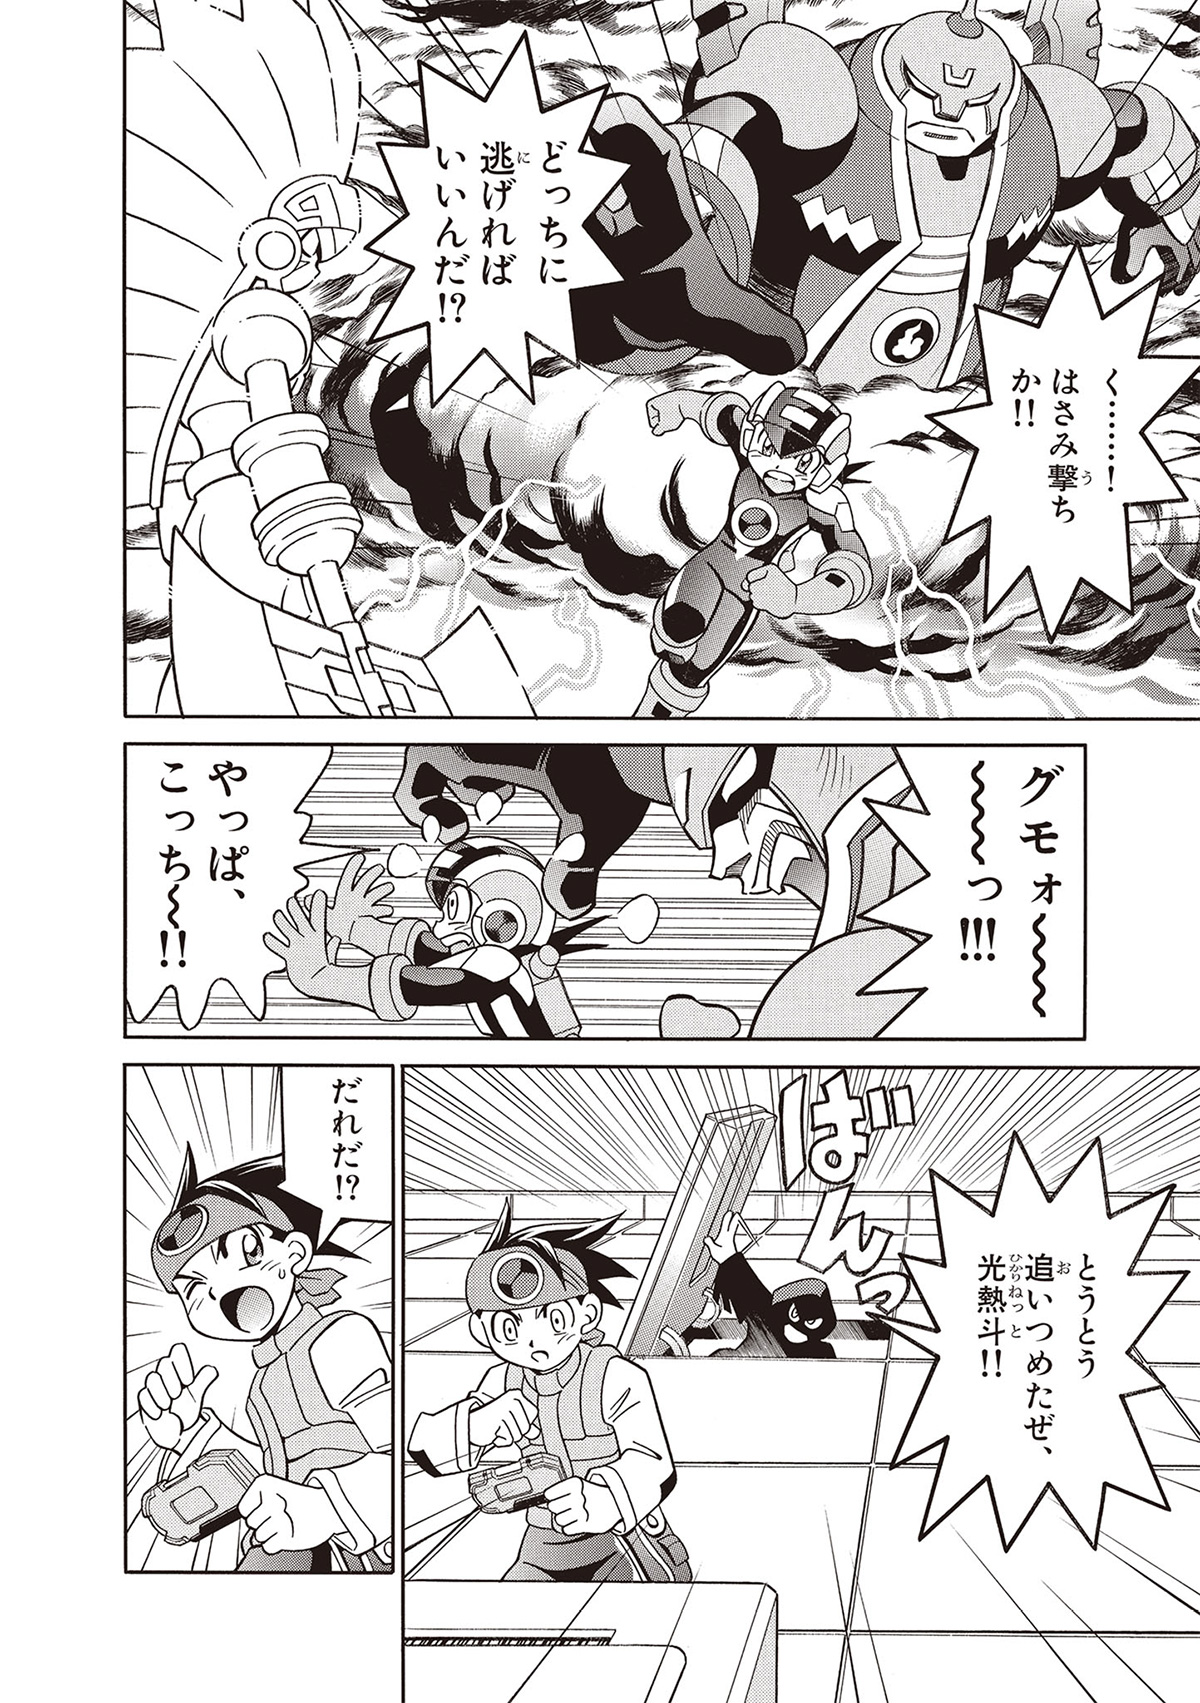 く……！
はさみ撃ち
か!!
どっちに
逃げれば
いいんだ!?
グモォ〜〜〜
〜〜〜っ!!!
やっぱ、
こっち〜!!
ばんっ
とうとう
追いつめたぜ、
光熱斗!!
だれだ!?